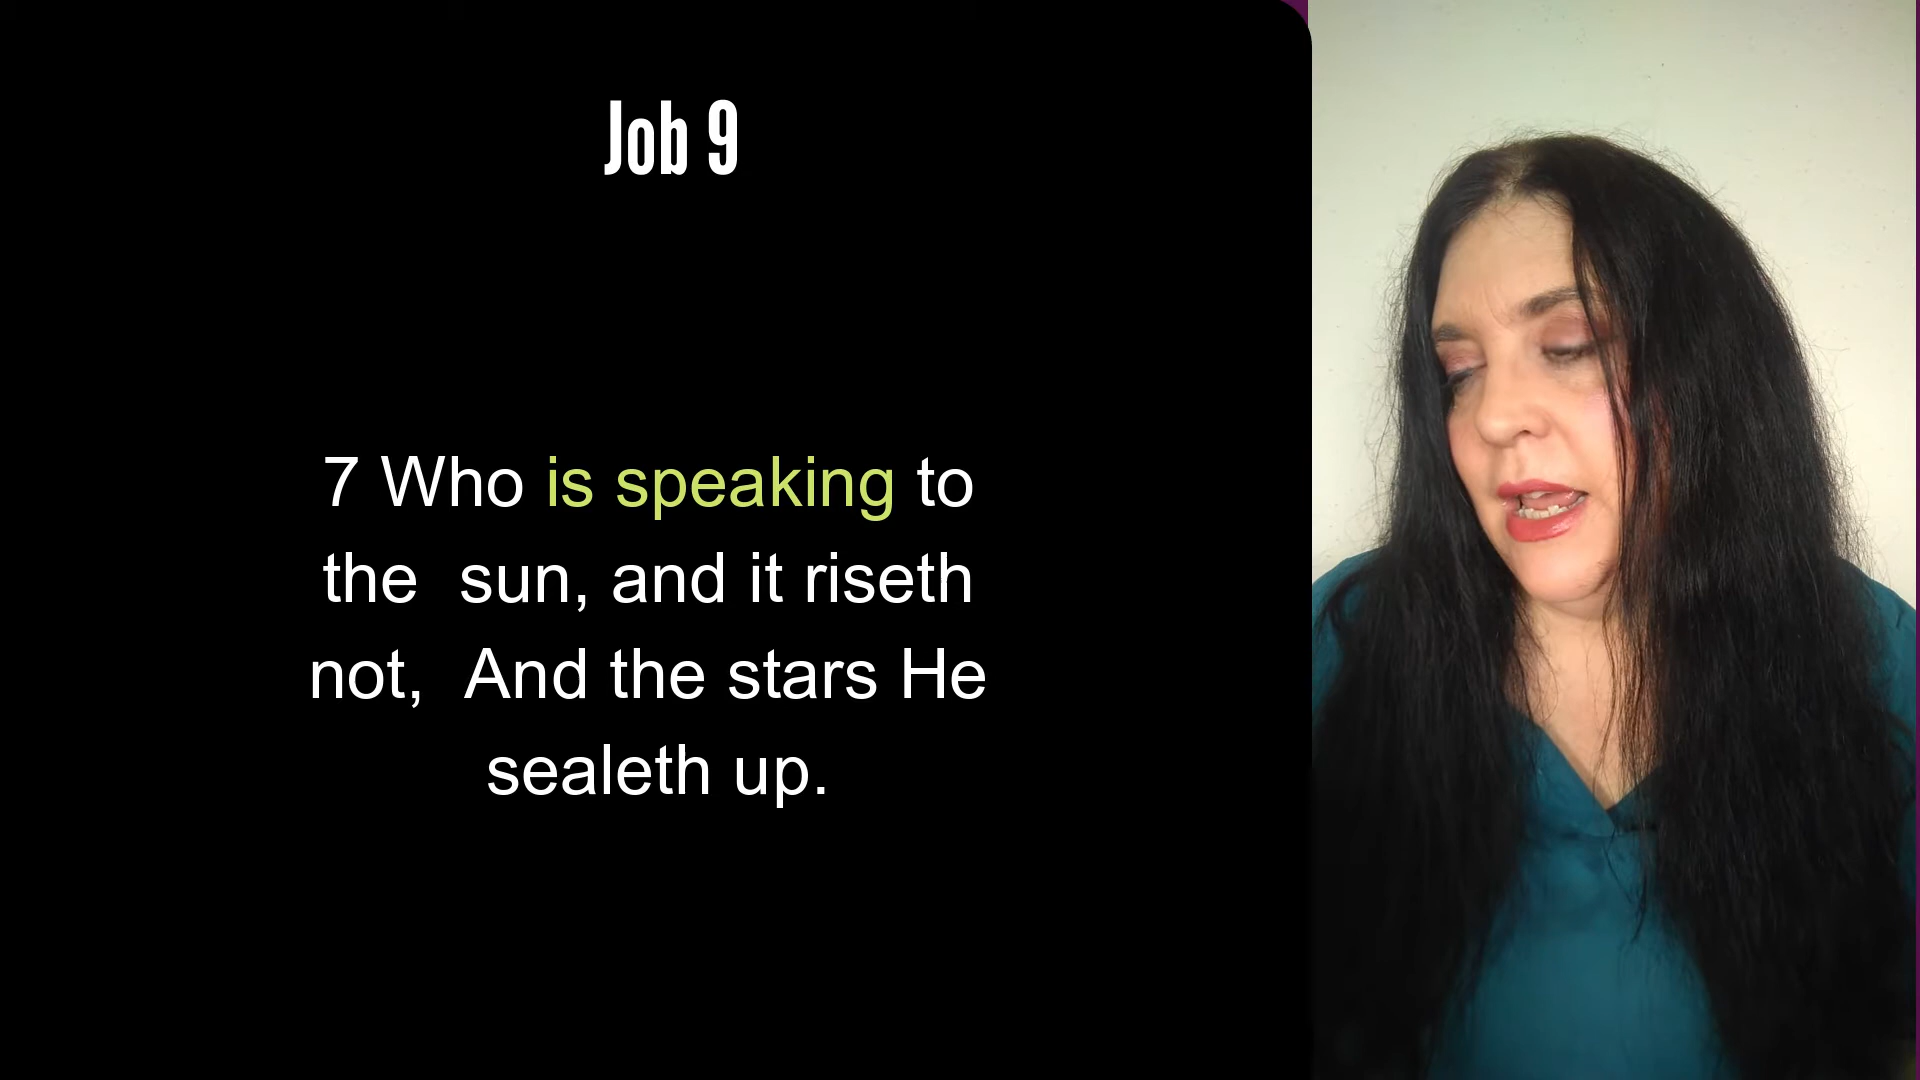 Job 9
7 Who is speaking to
the  sun, and it riseth
not,  And the stars He
sealeth up.